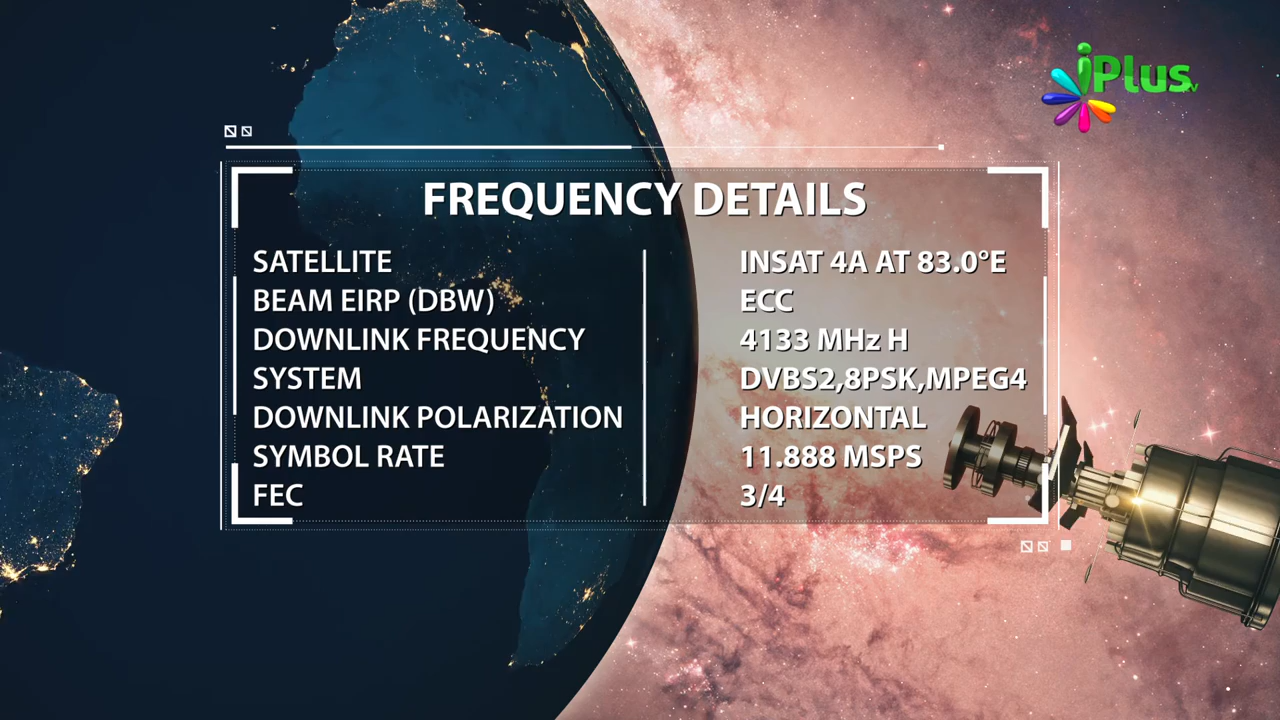 iPlus TV
FREQUENCY DETAILS
SATELLITE INSAT 4A AT 83.0°E
BEAM EIRP (DBW) ECC
DOWNLINK FREQUENCY 4133 MHz H
SYSTEM DVBS2,8PSK,MPEG4
DOWNLINK POLARIZATION HORIZONTAL
SYMBOL RATE 11.888 MSPS
FEC 3/4